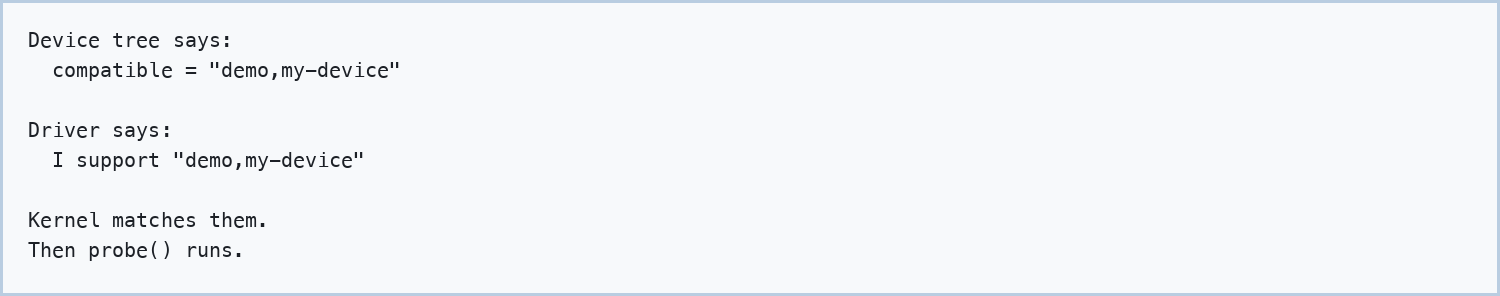 Device tree says:
  compatible = "demo,my-device"

Driver says:
  I support "demo,my-device"

Kernel matches them.
Then probe() runs.